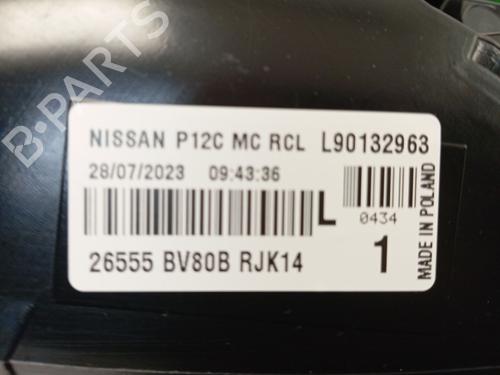 NISSAN P12C MC RCL L90132963
28/07/2023 09:43:36
L
0434
26555 BV80B RJK14
1
MADE IN POLAND
B-PARTS
B-PARTS